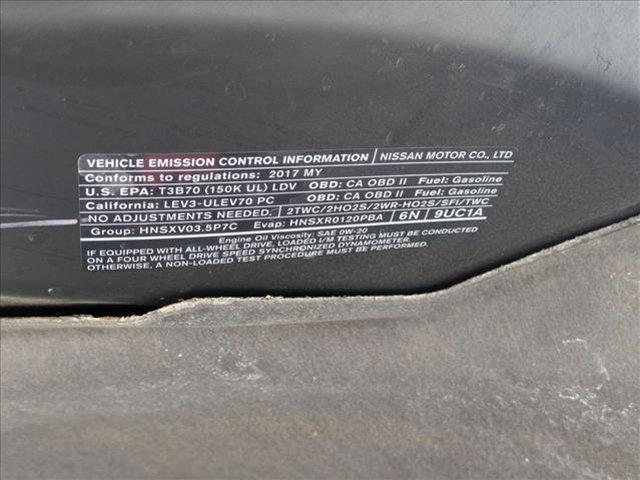 VEHICLE EMISSION CONTROL INFORMATION NISSAN MOTOR CO., LTD
Conforms to regulations: 2017 MY
U.S. EPA: T3B70 (150K UL) LDV OBD: CA OBD II Fuel: Gasoline
California: LEV3-ULEV70 PC OBD: CA OBD II Fuel: Gasoline
NO ADJUSTMENTS NEEDED. 2TWC/2HO2S/2WR-HO2S/SFI/TWC
Group: HNSXV03.5P7C Evap: HNSXR0120PBA 6N 9UC1A
Engine Oil Viscosity: SAE 0W-20
IF EQUIPPED WITH ALL-WHEEL DRIVE, LOADED I/M TESTING MUST BE CONDUCTED
ON A FOUR WHEEL DRIVE SPEED SYNCHRONIZED DYNAMOMETER.
OTHERWISE, A NON-LOADED TEST PROCEDURE MUST BE PERFORMED.